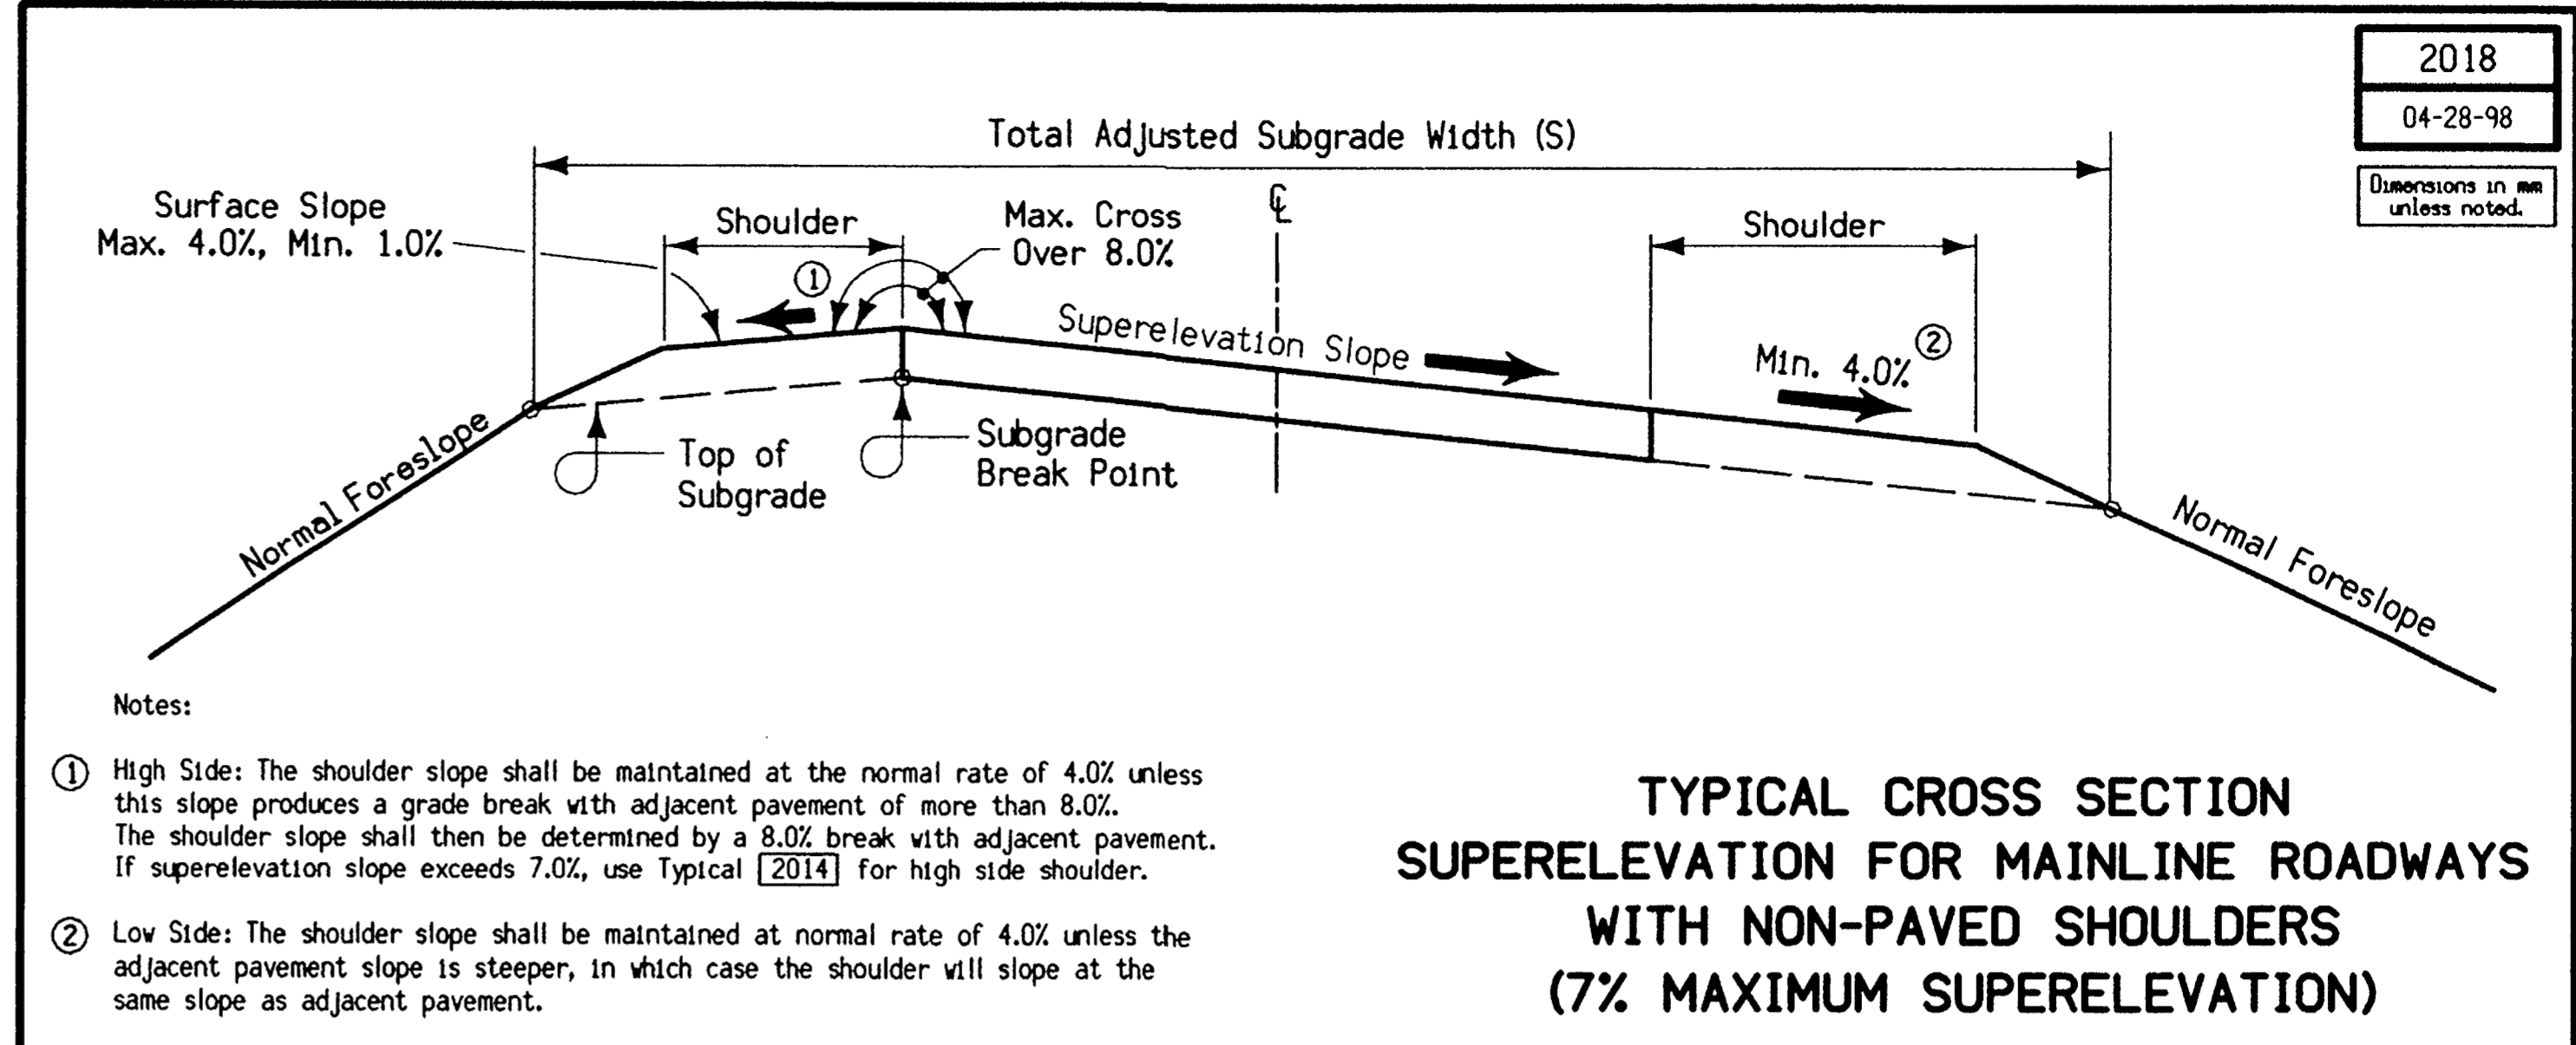 2018
04-28-98
Dimensions in mm
unless noted.
Total Adjusted Subgrade Width (S)
Surface Slope
Max. 4.0%, Min. 1.0%
Shoulder
Max. Cross
Over 8.0%
℄
Shoulder
①
Superelevation Slope
Min. 4.0%
②
Normal Foreslope
Top of
Subgrade
Subgrade
Break Point
Normal Foreslope
Notes:
① High Side: The shoulder slope shall be maintained at the normal rate of 4.0% unless
this slope produces a grade break with adjacent pavement of more than 8.0%.
The shoulder slope shall then be determined by a 8.0% break with adjacent pavement.
If superelevation slope exceeds 7.0%, use Typical 2014 for high side shoulder.
② Low Side: The shoulder slope shall be maintained at normal rate of 4.0% unless the
adjacent pavement slope is steeper, in which case the shoulder will slope at the
same slope as adjacent pavement.
TYPICAL CROSS SECTION
SUPERELEVATION FOR MAINLINE ROADWAYS
WITH NON-PAVED SHOULDERS
(7% MAXIMUM SUPERELEVATION)